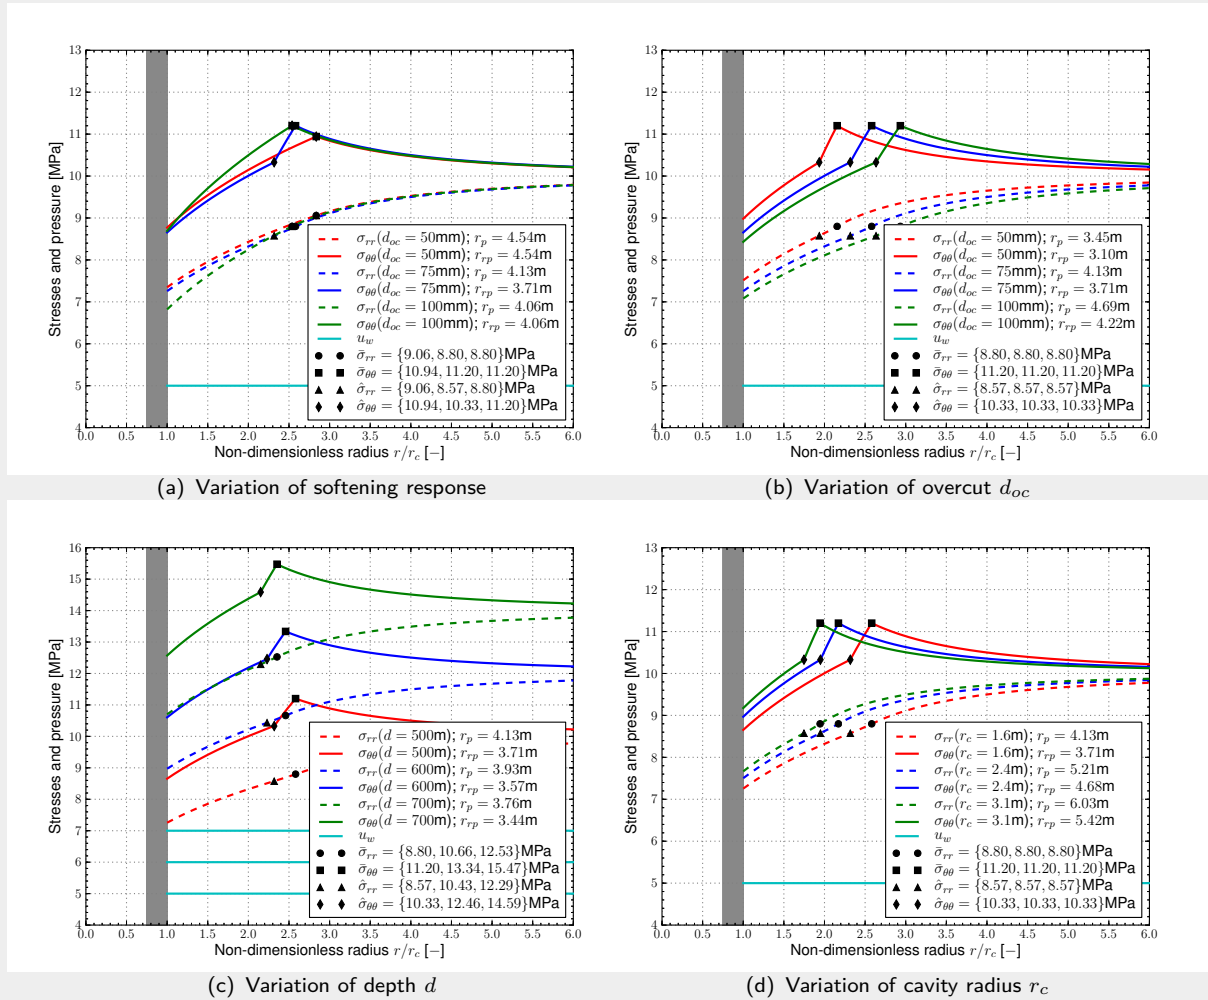 13
12
11
10
9
8
7
6
5
4
0.0 0.5 1.0 1.5 2.0 2.5 3.0 3.5 4.0 4.5 5.0 5.5 6.0
Stresses and pressure [MPa]
Non-dimensionless radius r/r_c [−]
σ_rr(d_oc = 50mm); r_p = 4.54m
σ_θθ(d_oc = 50mm); r_rp = 4.54m
σ_rr(d_oc = 75mm); r_p = 4.13m
σ_θθ(d_oc = 75mm); r_rp = 3.71m
σ_rr(d_oc = 100mm); r_p = 4.06m
σ_θθ(d_oc = 100mm); r_rp = 4.06m
u_w
σ̄_rr = {9.06, 8.80, 8.80}MPa
σ̄_θθ = {10.94, 11.20, 11.20}MPa
σ̂_rr = {9.06, 8.57, 8.80}MPa
σ̂_θθ = {10.94, 10.33, 11.20}MPa
(a) Variation of softening response
13
12
11
10
9
8
7
6
5
4
0.0 0.5 1.0 1.5 2.0 2.5 3.0 3.5 4.0 4.5 5.0 5.5 6.0
Stresses and pressure [MPa]
Non-dimensionless radius r/r_c [−]
σ_rr(d_oc = 50mm); r_p = 3.45m
σ_θθ(d_oc = 50mm); r_rp = 3.10m
σ_rr(d_oc = 75mm); r_p = 4.13m
σ_θθ(d_oc = 75mm); r_rp = 3.71m
σ_rr(d_oc = 100mm); r_p = 4.69m
σ_θθ(d_oc = 100mm); r_rp = 4.22m
u_w
σ̄_rr = {8.80, 8.80, 8.80}MPa
σ̄_θθ = {11.20, 11.20, 11.20}MPa
σ̂_rr = {8.57, 8.57, 8.57}MPa
σ̂_θθ = {10.33, 10.33, 10.33}MPa
(b) Variation of overcut d_oc
16
15
14
13
12
11
10
9
8
7
6
5
4
0.0 0.5 1.0 1.5 2.0 2.5 3.0 3.5 4.0 4.5 5.0 5.5 6.0
Stresses and pressure [MPa]
Non-dimensionless radius r/r_c [−]
σ_rr(d = 500m); r_p = 4.13m
σ_θθ(d = 500m); r_rp = 3.71m
σ_rr(d = 600m); r_p = 3.93m
σ_θθ(d = 600m); r_rp = 3.57m
σ_rr(d = 700m); r_p = 3.76m
σ_θθ(d = 700m); r_rp = 3.44m
u_w
σ̄_rr = {8.80, 10.66, 12.53}MPa
σ̄_θθ = {11.20, 13.34, 15.47}MPa
σ̂_rr = {8.57, 10.43, 12.29}MPa
σ̂_θθ = {10.33, 12.46, 14.59}MPa
(c) Variation of depth d
13
12
11
10
9
8
7
6
5
4
0.0 0.5 1.0 1.5 2.0 2.5 3.0 3.5 4.0 4.5 5.0 5.5 6.0
Stresses and pressure [MPa]
Non-dimensionless radius r/r_c [−]
σ_rr(r_c = 1.6m); r_p = 4.13m
σ_θθ(r_c = 1.6m); r_rp = 3.71m
σ_rr(r_c = 2.4m); r_p = 5.21m
σ_θθ(r_c = 2.4m); r_rp = 4.68m
σ_rr(r_c = 3.1m); r_p = 6.03m
σ_θθ(r_c = 3.1m); r_rp = 5.42m
u_w
σ̄_rr = {8.80, 8.80, 8.80}MPa
σ̄_θθ = {11.20, 11.20, 11.20}MPa
σ̂_rr = {8.57, 8.57, 8.57}MPa
σ̂_θθ = {10.33, 10.33, 10.33}MPa
(d) Variation of cavity radius r_c